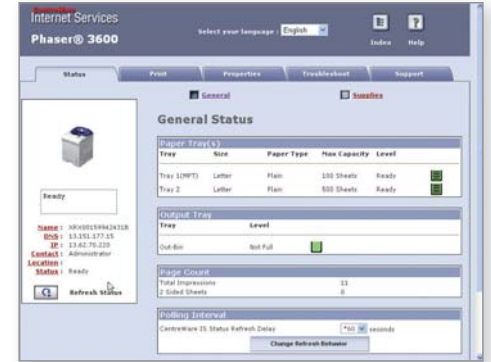 CentreWare
Internet Services
Phaser® 3600
Select your language : English
Index
Help
Status
Print
Properties
Troubleshoot
Support
General
Supplies
General Status
Ready
Name : XRX00159942431B
DNS : 13.151.177.15
IP : 13.62.70.220
Contact : Administrator
Location :
Status : Ready
Refresh Status
Paper Tray(s)
Tray Size Paper Type Max Capacity Level
Tray 1(MPT) Letter Plain 100 Sheets Ready
Tray 2 Letter Plain 500 Sheets Ready
Output Tray
Tray Level
Out-Bin Not Full
Page Count
Total Impressions 11
2 Sided Sheets 0
Polling Interval
CentreWare IS Status Refresh Delay *60 seconds
Change Refresh Behavior